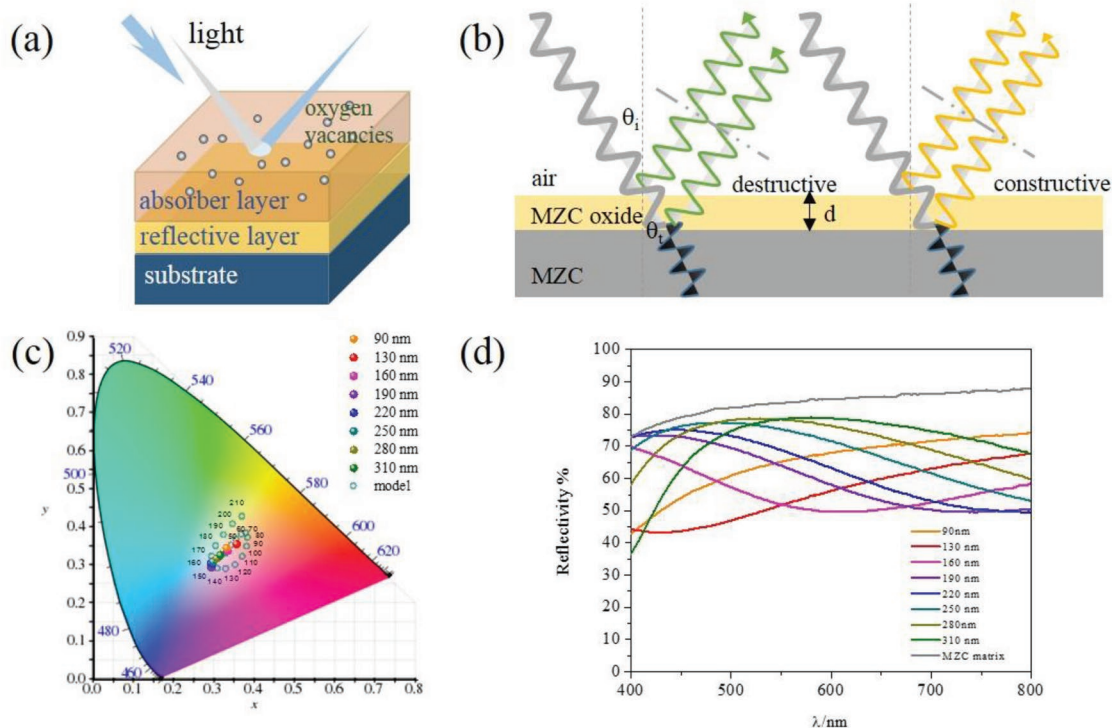 (a)
light
oxygen
vacancies
absorber layer
reflective layer
substrate
(b)
θi
air
destructive
constructive
MZC oxide
d
θt
MZC
(c)
0.9
0.8
0.7
0.6
0.5
0.4
0.3
0.2
0.1
0.0
y
0.0 0.1 0.2 0.3 0.4 0.5 0.6 0.7 0.8
x
520
540
560
580
600
620
500
480
460
90 nm
130 nm
160 nm
190 nm
220 nm
250 nm
280 nm
310 nm
model
210
200
190
180
170
160
150
140
130
120
110
100
90
80
70
(d)
Reflectivity %
100
90
80
70
60
50
40
30
20
10
0
400 500 600 700 800
λ/nm
90nm
130 nm
160 nm
190 nm
220 nm
250 nm
280nm
310 nm
MZC matrix